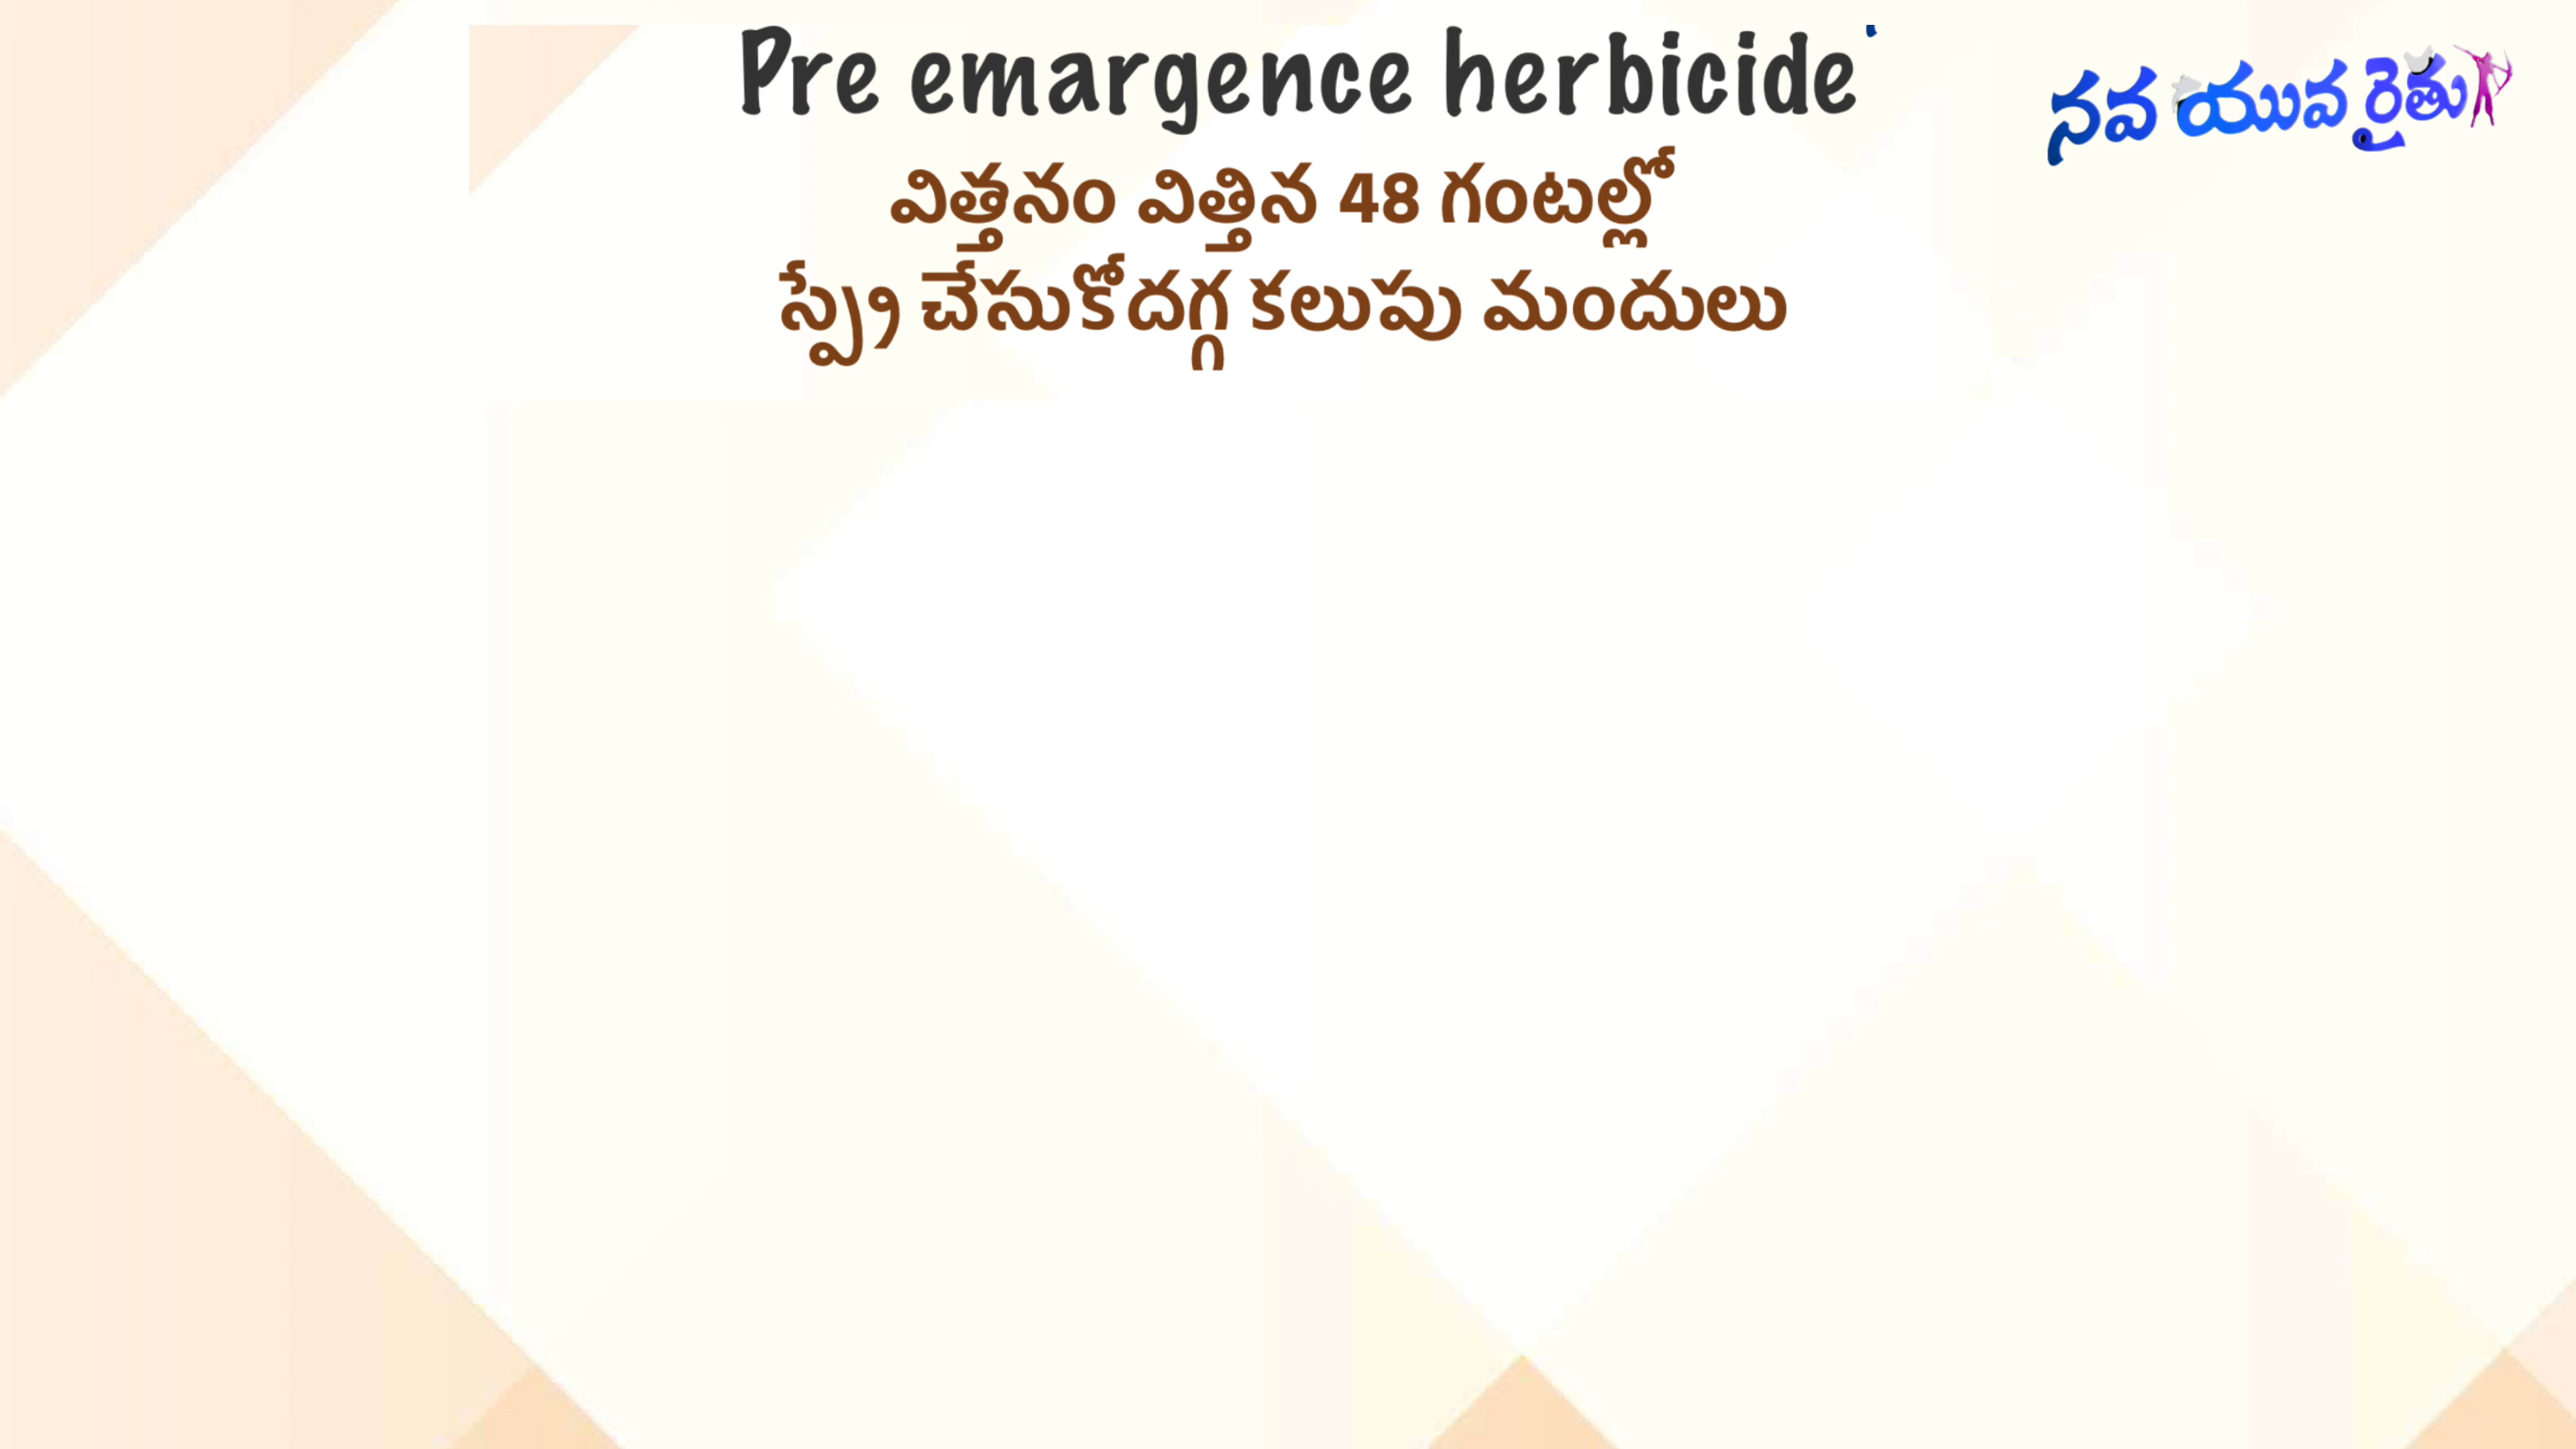 Pre emargence herbicide
నవ యువ రైతు
విత్తనం విత్తిన 48 గంటల్లో
స్ప్రే చేసుకోదగ్గ కలుపు మందులు